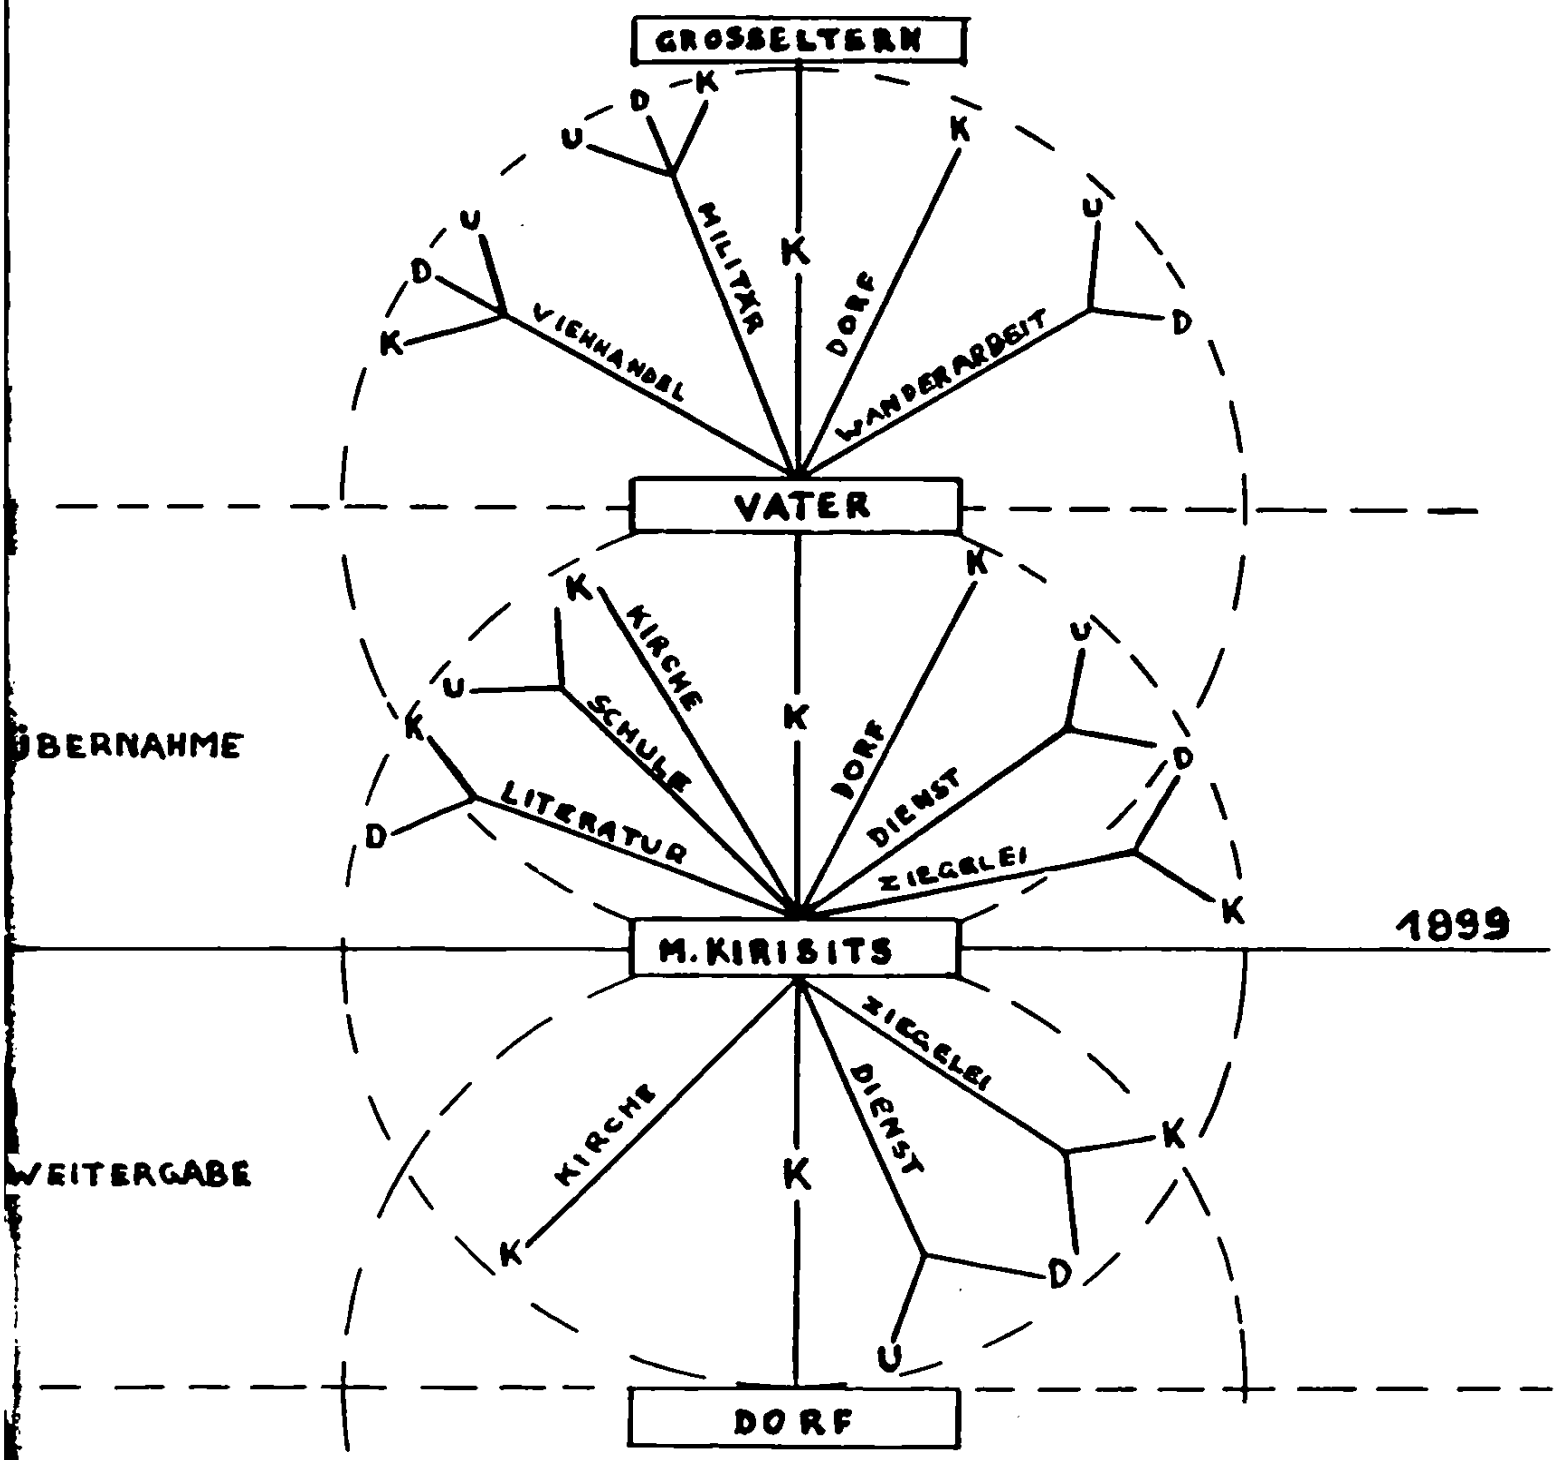 GROSSELTERN
K
D
U
K
U
U
D
K
D
K
VIEHHANDEL
MILITÄR
K
DORF
WANDERARBEIT
VATER
K
K
U
U
K
D
D
K
KIRCHE
SCHULE
LITERATUR
K
DORF
DIENST
ZIEGELEI
ÜBERNAHME
M. KIRISITS
1899
ZIEGELEI
DIENST
KIRCHE
K
K
K
D
U
WEITERGABE
DORF